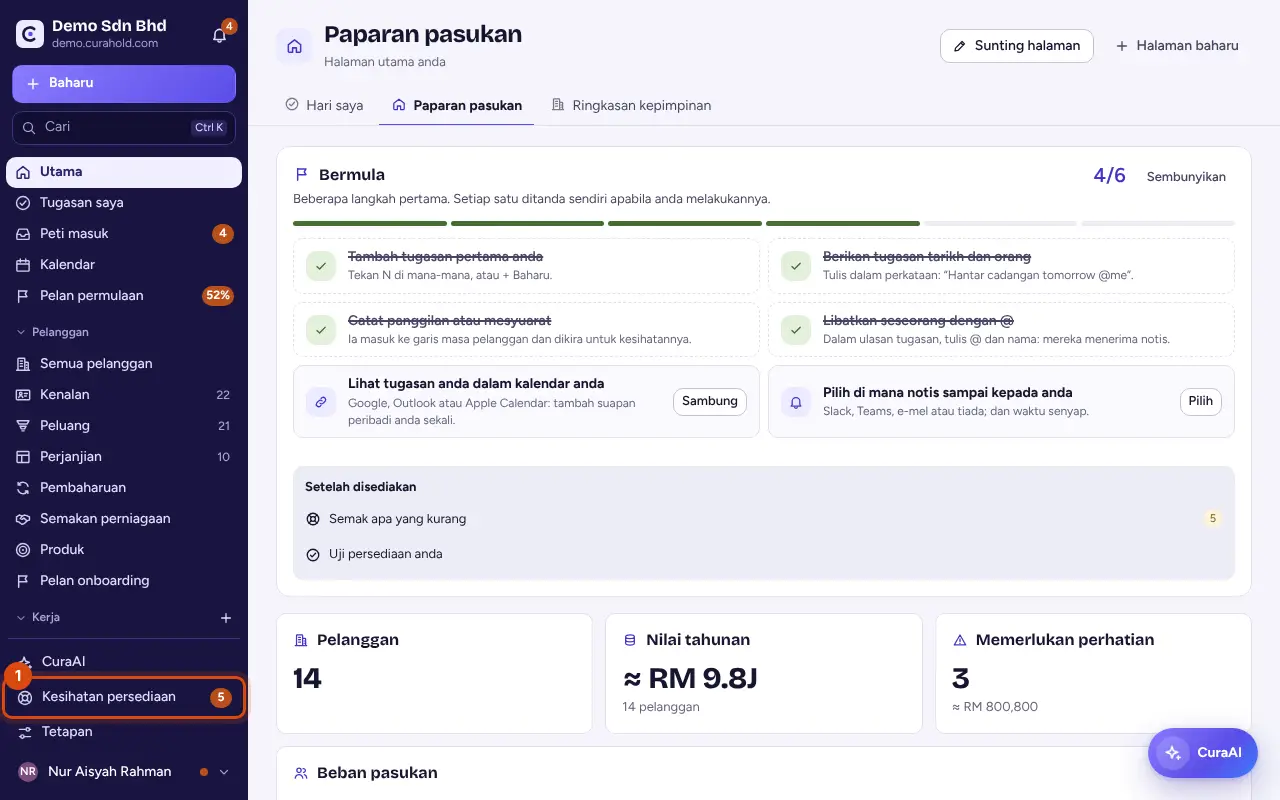 Demo Sdn Bhd
demo.curahold.com
4
Baharu
Cari
Ctrl K
Utama
Tugasan saya
Peti masuk
4
Kalendar
Pelan permulaan
52%
Pelanggan
Semua pelanggan
Kenalan
22
Peluang
21
Perjanjian
10
Pembaharuan
Semakan perniagaan
Produk
Pelan onboarding
Kerja
CuraAI
1
Kesihatan persediaan
5
Tetapan
NR
Nur Aisyah Rahman
Paparan pasukan
Halaman utama anda
Sunting halaman
Halaman baharu
Hari saya
Paparan pasukan
Ringkasan kepimpinan
Bermula
4/6
Sembunyikan
Beberapa langkah pertama. Setiap satu ditanda sendiri apabila anda melakukannya.
Tambah tugasan pertama anda
Tekan N di mana-mana, atau + Baharu.
Berikan tugasan tarikh dan orang
Tulis dalam perkataan: “Hantar cadangan tomorrow @me”.
Catat panggilan atau mesyuarat
Ia masuk ke garis masa pelanggan dan dikira untuk kesihatannya.
Libatkan seseorang dengan @
Dalam ulasan tugasan, tulis @ dan nama: mereka menerima notis.
Lihat tugasan anda dalam kalendar anda
Google, Outlook atau Apple Calendar: tambah suapan
peribadi anda sekali.
Sambung
Pilih di mana notis sampai kepada anda
Slack, Teams, e-mel atau tiada; dan waktu senyap.
Pilih
Setelah disediakan
Semak apa yang kurang
5
Uji persediaan anda
Pelanggan
14
Nilai tahunan
≈ RM 9.8J
14 pelanggan
Memerlukan perhatian
3
≈ RM 800,800
Beban pasukan
CuraAI